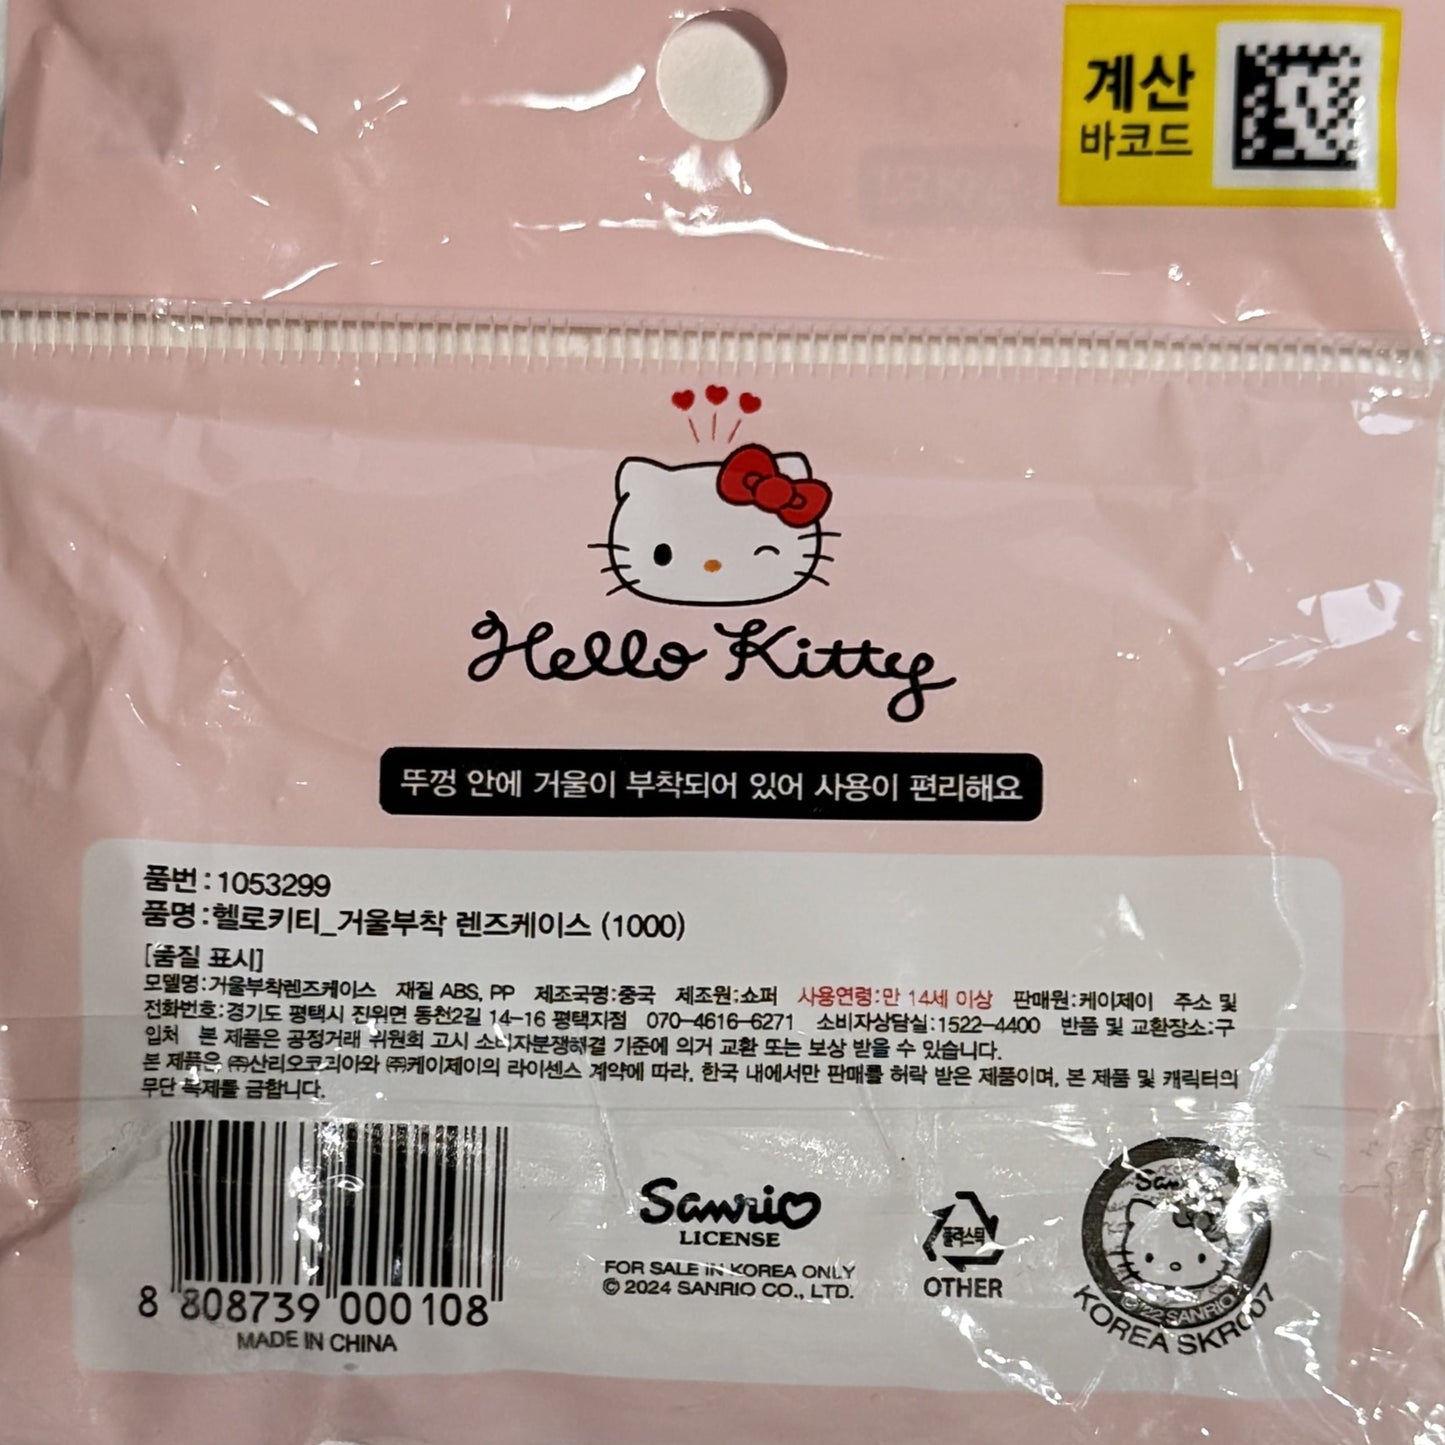 계산
바코드
Hello Kitty
뚜껑 안에 거울이 부착되어 있어 사용이 편리해요
품번:1053299
품명:헬로키티_거울부착 렌즈케이스 (1000)
[품질 표시]
모델명:거울부착렌즈케이스 재질 ABS, PP 제조국명:중국 제조원:쇼퍼 사용연령:만 14세 이상 판매원:케이제이 주소 및
전화번호:경기도 평택시 진위면 동천2길 14-16 평택지점 070-4616-6271 소비자상담실:1522-4400 반품 및 교환장소:구
입처 본 제품은 공정거래 위원회 고시 소비자분쟁해결 기준에 의거 교환 또는 보상 받을 수 있습니다.
본 제품은 ㈜산리오코리아와 ㈜케이제이의 라이센스 계약에 따라, 한국 내에서만 판매를 허락 받은 제품이며, 본 제품 및 캐릭터의
무단 복제를 금합니다.
8 808739 000108
MADE IN CHINA
Sanrio
LICENSE
FOR SALE IN KOREA ONLY
© 2024 SANRIO CO., LTD.
플라스틱
OTHER
SANRIO
KOREA SKR007